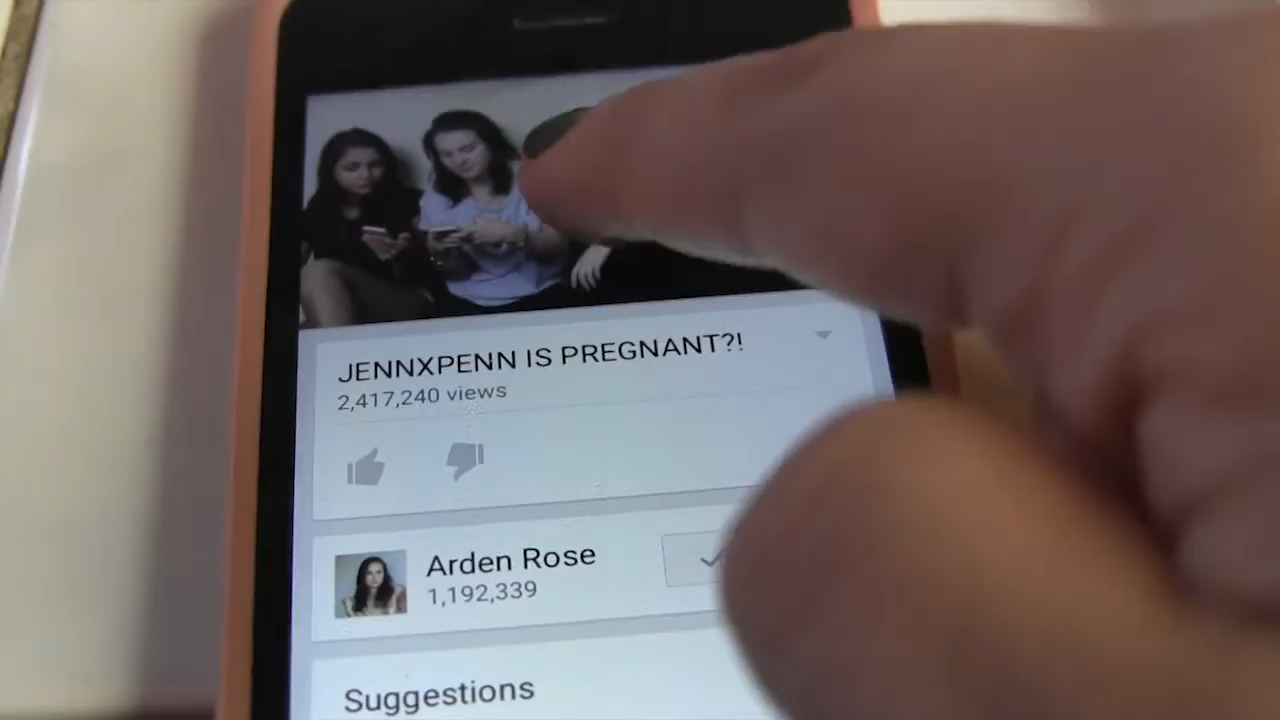 JENNXPENN IS PREGNANT?!
2,417,240 views
Arden Rose
1,192,339
Suggestions